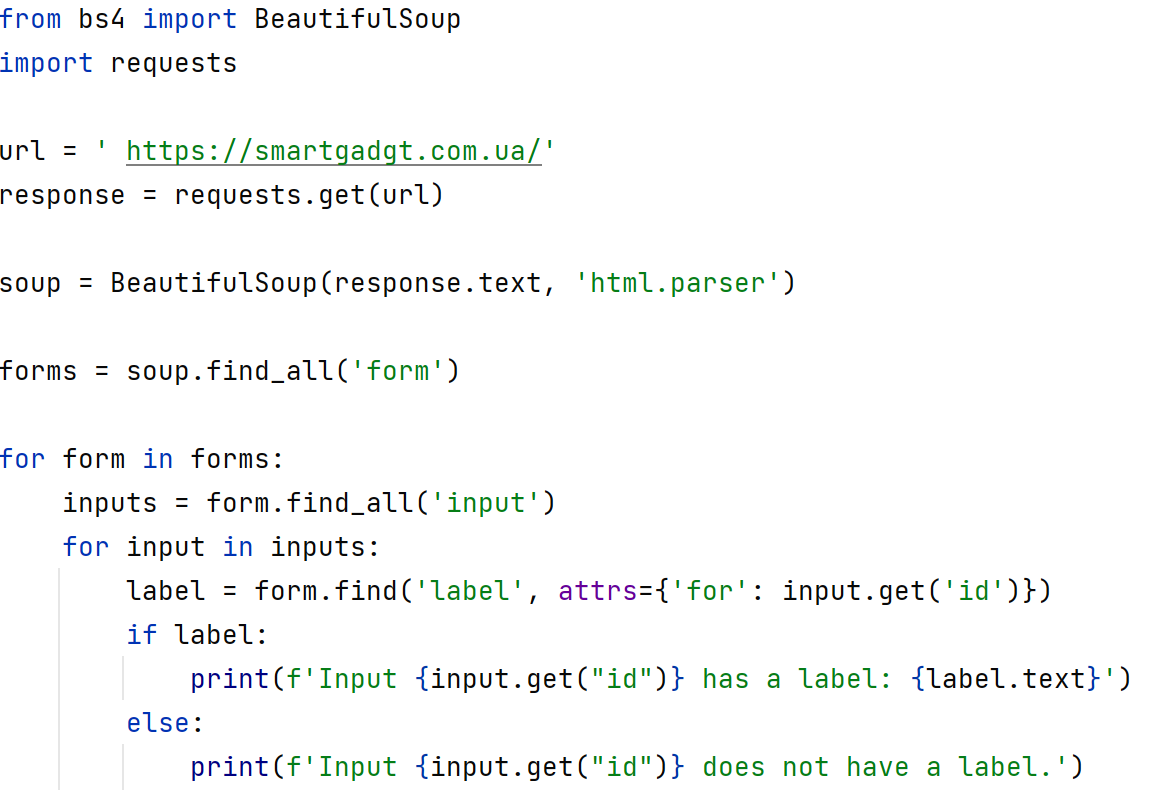 from bs4 import BeautifulSoup
import requests
url = ' https://smartgadgt.com.ua/'
response = requests.get(url)
soup = BeautifulSoup(response.text, 'html.parser')
forms = soup.find_all('form')
for form in forms:
    inputs = form.find_all('input')
    for input in inputs:
        label = form.find('label', attrs={'for': input.get('id')})
        if label:
            print(f'Input {input.get("id")} has a label: {label.text}')
        else:
            print(f'Input {input.get("id")} does not have a label.')